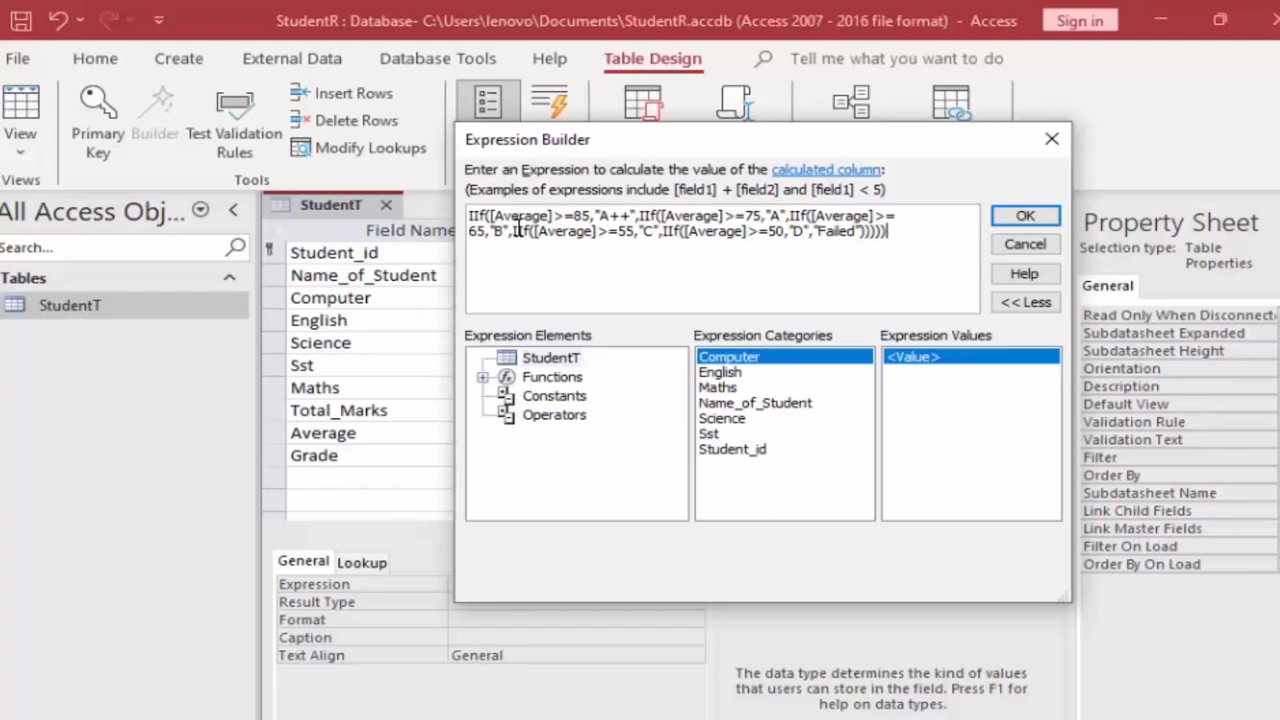 StudentR : Database- C:\Users\lenovo\Documents\StudentR.accdb (Access 2007 - 2016 file format) - Access
Sign in
File
Home
Create
External Data
Database Tools
Help
Table Design
Tell me what you want to do
View
Views
Primary
Key
Builder
Test Validation
Rules
Insert Rows
Delete Rows
Modify Lookups
Tools
All Access Obj...
Search...
Tables
StudentT
StudentT
Field Name
Student_id
Name_of_Student
Computer
English
Science
Sst
Maths
Total_Marks
Average
Grade
General
Lookup
Expression
Result Type
Format
Caption
Text Align
General
Expression Builder
Enter an Expression to calculate the value of the calculated column:
(Examples of expressions include [field1] + [field2] and [field1] < 5)
IIf([Average]>=85,"A++",IIf([Average]>=75,"A",IIf([Average]>=
65,"B",IIf([Average]>=55,"C",IIf([Average]>=50,"D","Failed")))))
OK
Cancel
Help
<< Less
Expression Elements
StudentT
Functions
Constants
Operators
Expression Categories
Computer
English
Maths
Name_of_Student
Science
Sst
Student_id
Expression Values
<Value>
The data type determines the kind of values
that users can store in the field. Press F1 for
help on data types.
Property Sheet
Selection type: Table
Properties
General
Read Only When Disconnect
Subdatasheet Expanded
Subdatasheet Height
Orientation
Description
Default View
Validation Rule
Validation Text
Filter
Order By
Subdatasheet Name
Link Child Fields
Link Master Fields
Filter On Load
Order By On Load